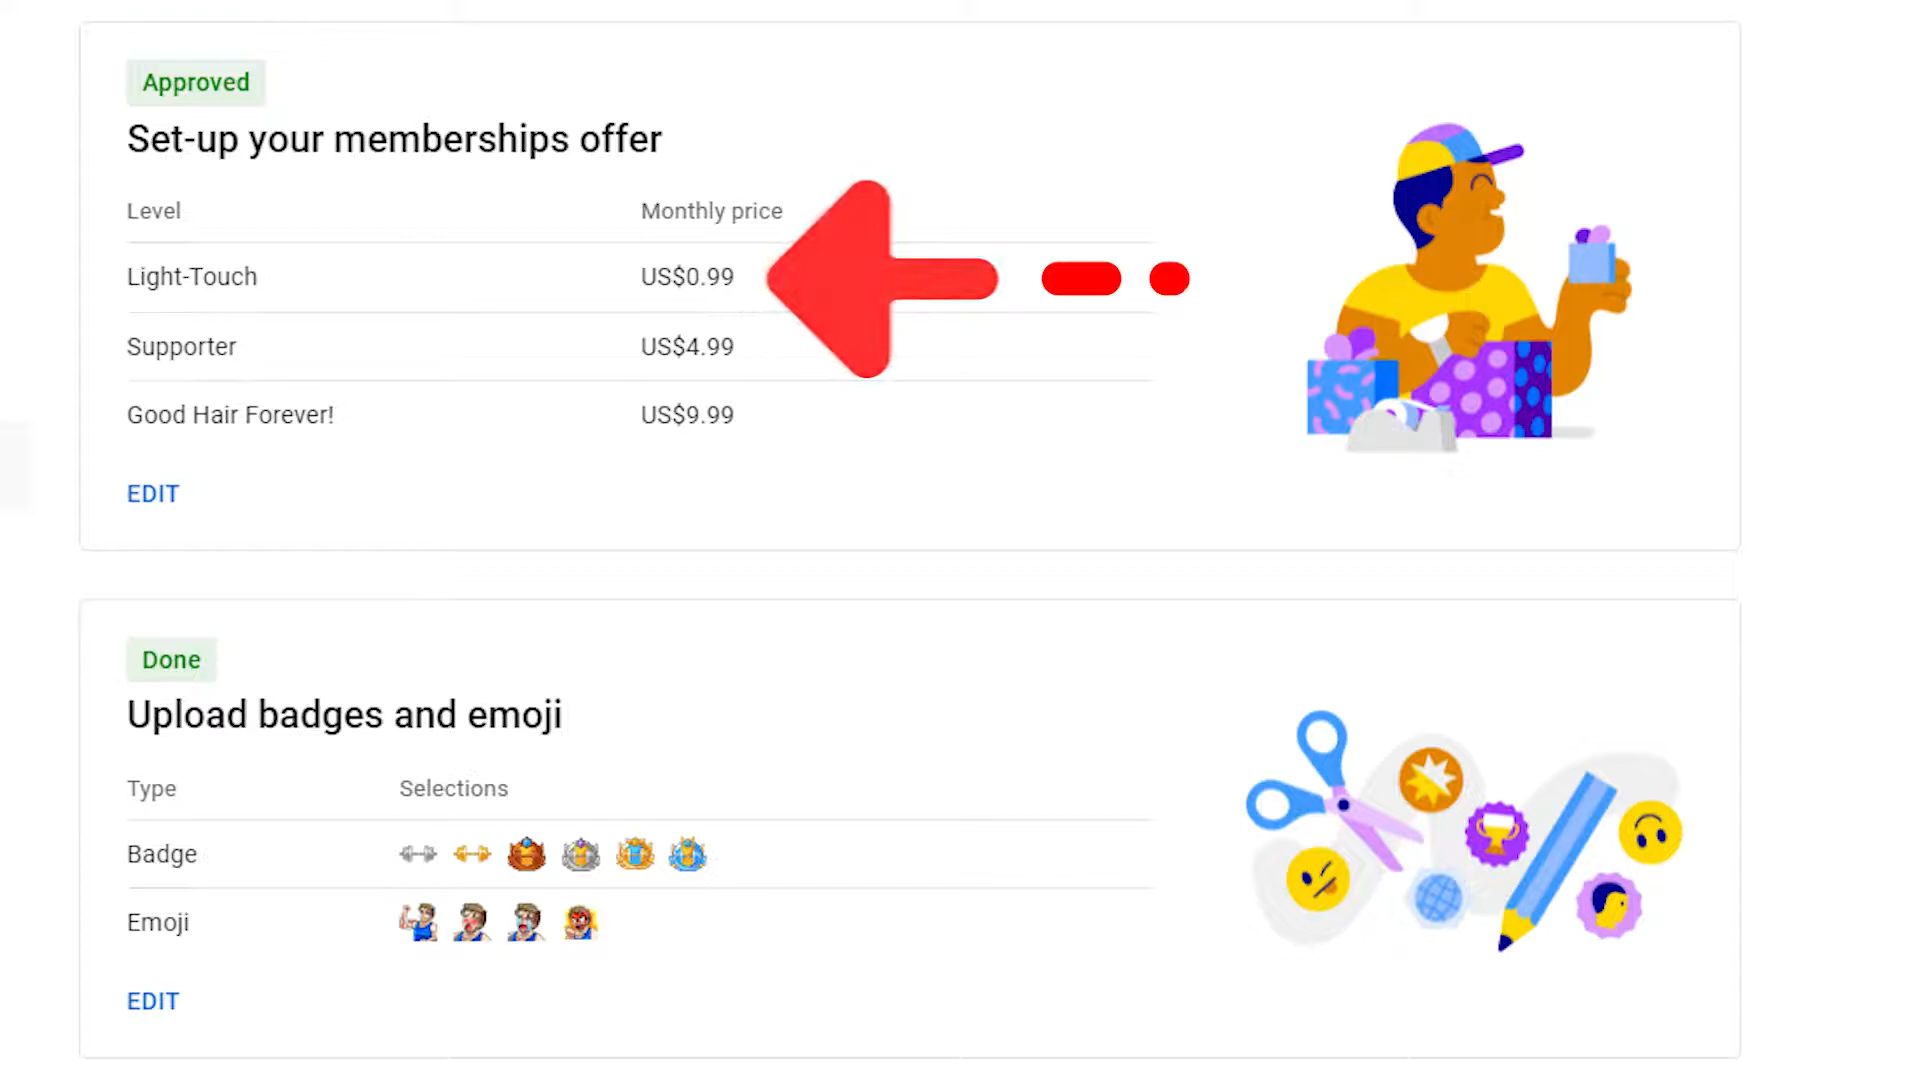 Approved
Set-up your memberships offer
Level Monthly price
Light-Touch US$0.99
Supporter US$4.99
Good Hair Forever! US$9.99
EDIT
Done
Upload badges and emoji
Type Selections
Badge
Emoji
EDIT